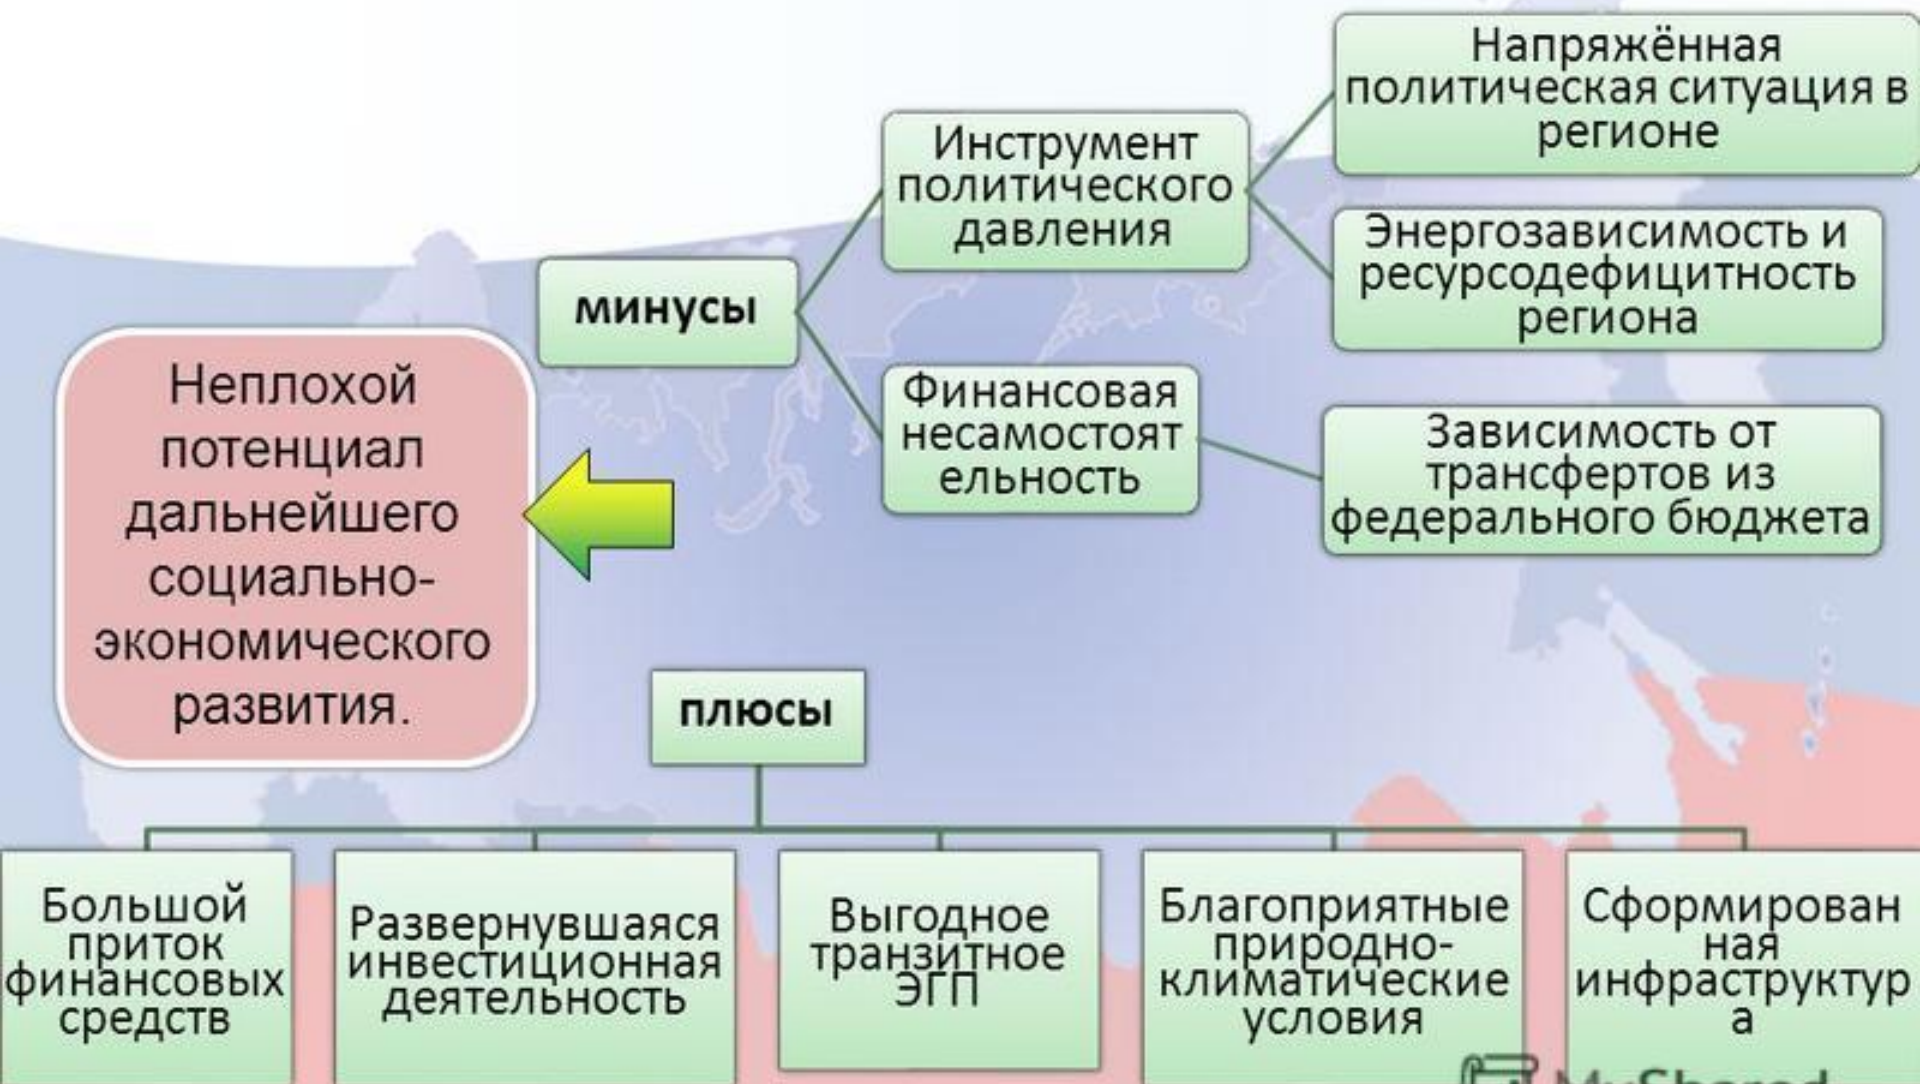 Напряжённая
политическая ситуация в
регионе
Инструмент
политического
давления
Энергозависимость и
ресурсодефицитность
региона
минусы
Неплохой
потенциал
дальнейшего
социально-
экономического
развития.
Финансовая
несамостоят
ельность
Зависимость от
трансфертов из
федерального бюджета
плюсы
Большой
приток
финансовых
средств
Развернувшаяся
инвестиционная
деятельность
Выгодное
транзитное
ЭГП
Благоприятные
природно-
климатические
условия
Сформирован
ная
инфраструктур
а
MyShared